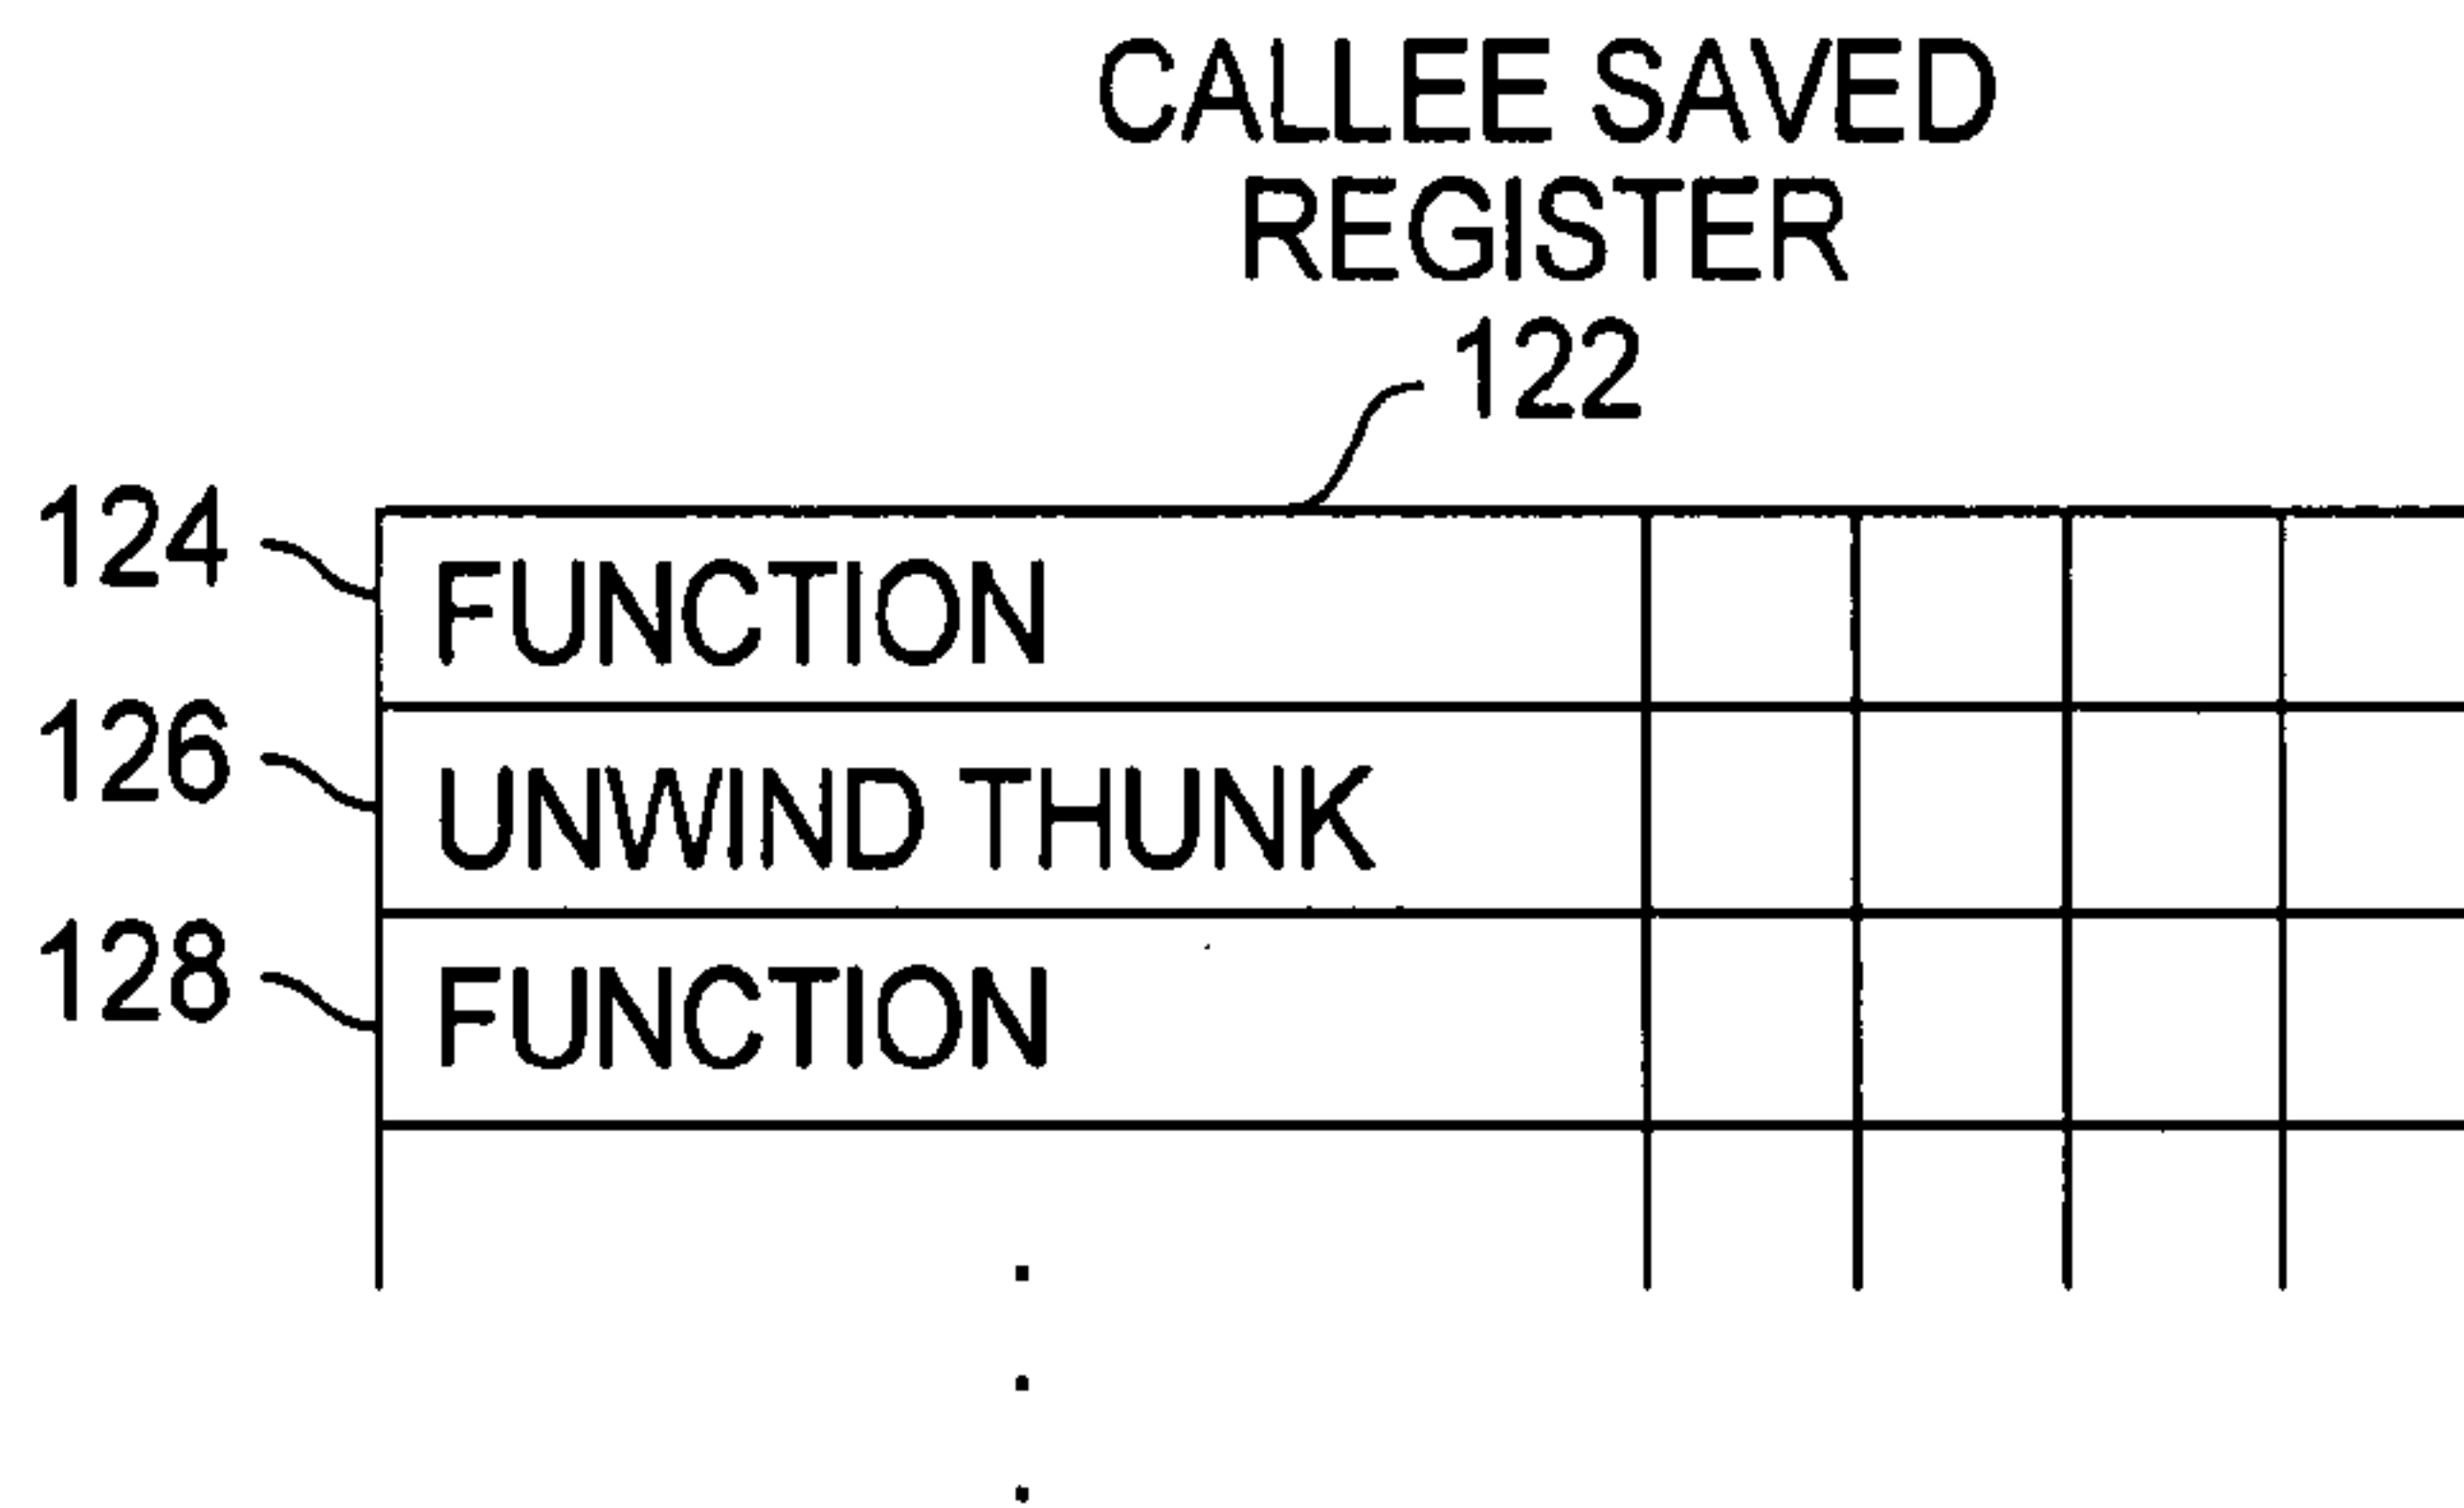 CALLEE SAVED
REGISTER
122
124
FUNCTION
126
UNWIND THUNK
128
FUNCTION